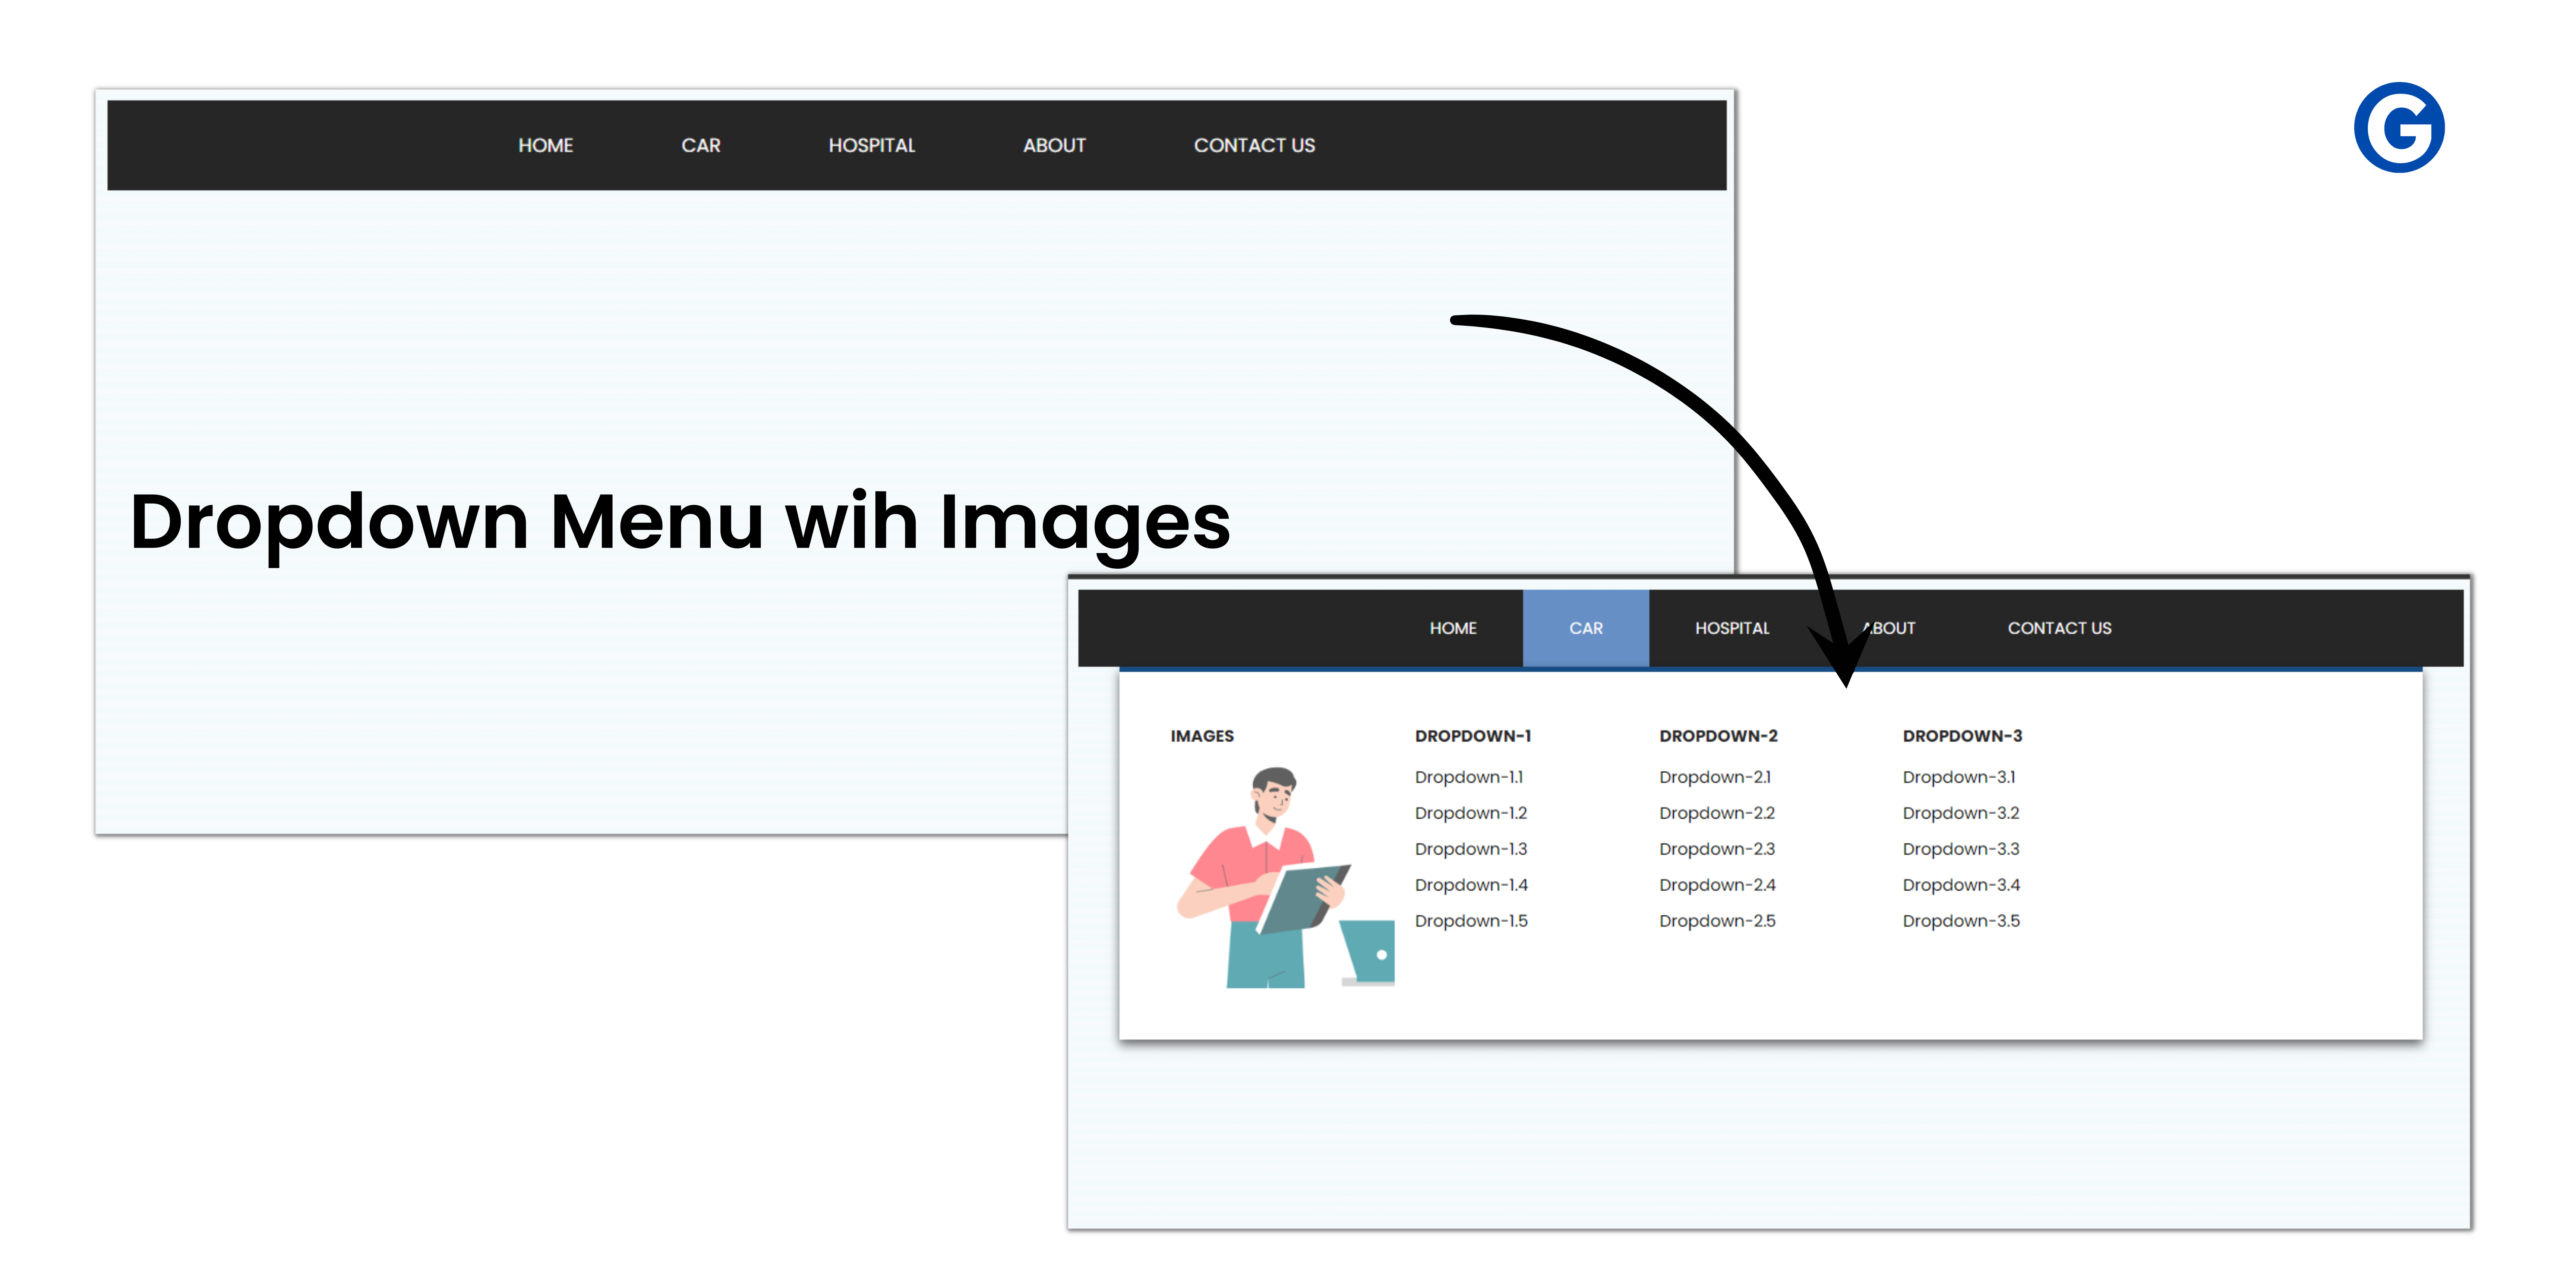 G
HOME CAR HOSPITAL ABOUT CONTACT US
Dropdown Menu wih Images
HOME CAR HOSPITAL ABOUT CONTACT US
IMAGES DROPDOWN-1 DROPDOWN-2 DROPDOWN-3
Dropdown-1.1 Dropdown-2.1 Dropdown-3.1
Dropdown-1.2 Dropdown-2.2 Dropdown-3.2
Dropdown-1.3 Dropdown-2.3 Dropdown-3.3
Dropdown-1.4 Dropdown-2.4 Dropdown-3.4
Dropdown-1.5 Dropdown-2.5 Dropdown-3.5